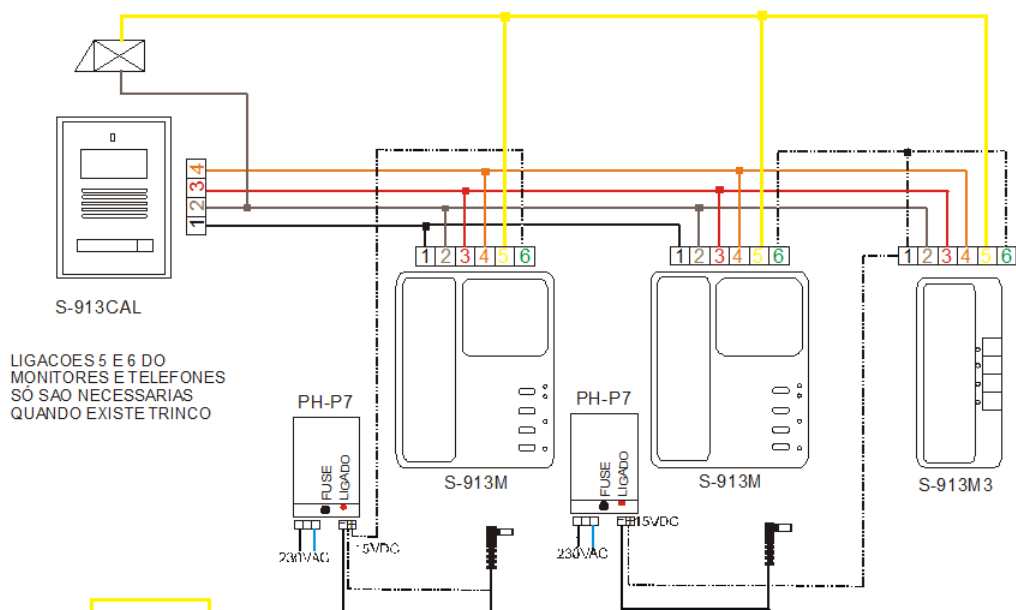 4
3
2
1
S-913CAL
LIGACOES 5 E 6 DO
MONITORES E TELEFONES
SÓ SAO NECESSARIAS
QUANDO EXISTE TRINCO
1 2 3 4 5 6
S-913M
1 2 3 4 5 6
S-913M
1 2 3 4 5 6
S-913M3
PH-P7
FUSE
LIGADO
230VAC
15VDC
PH-P7
FUSE
LIGADO
230VAC
15VDC